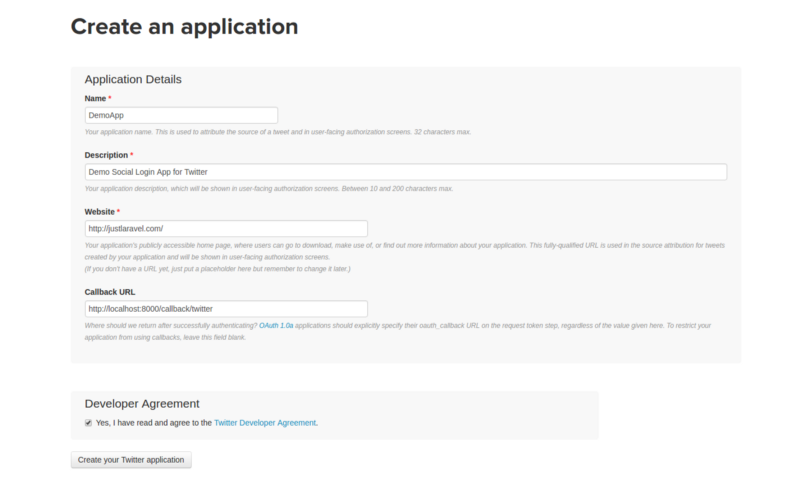 Create an application
Application Details
Name *
DemoApp
Your application name. This is used to attribute the source of a tweet and in user-facing authorization screens. 32 characters max.
Description *
Demo Social Login App for Twitter
Your application description, which will be shown in user-facing authorization screens. Between 10 and 200 characters max.
Website *
http://justlaravel.com/
Your application's publicly accessible home page, where users can go to download, make use of, or find out more information about your application. This fully-qualified URL is used in the source attribution for tweets
created by your application and will be shown in user-facing authorization screens.
(If you don't have a URL yet, just put a placeholder here but remember to change it later.)
Callback URL
http://localhost:8000/callback/twitter
Where should we return after successfully authenticating? OAuth 1.0a applications should explicitly specify their oauth_callback URL on the request token step, regardless of the value given here. To restrict your
application from using callbacks, leave this field blank.
Developer Agreement
Yes, I have read and agree to the Twitter Developer Agreement.
Create your Twitter application